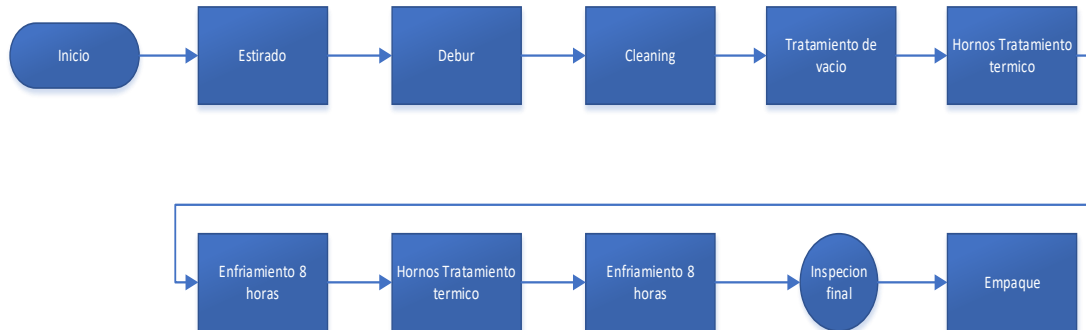 Inicio
Estirado
Debur
Cleaning
Tratamiento de
vacio
Hornos Tratamiento
termico
Enfriamiento 8
horas
Hornos Tratamiento
termico
Enfriamiento 8
horas
Inspecion
final
Empaque